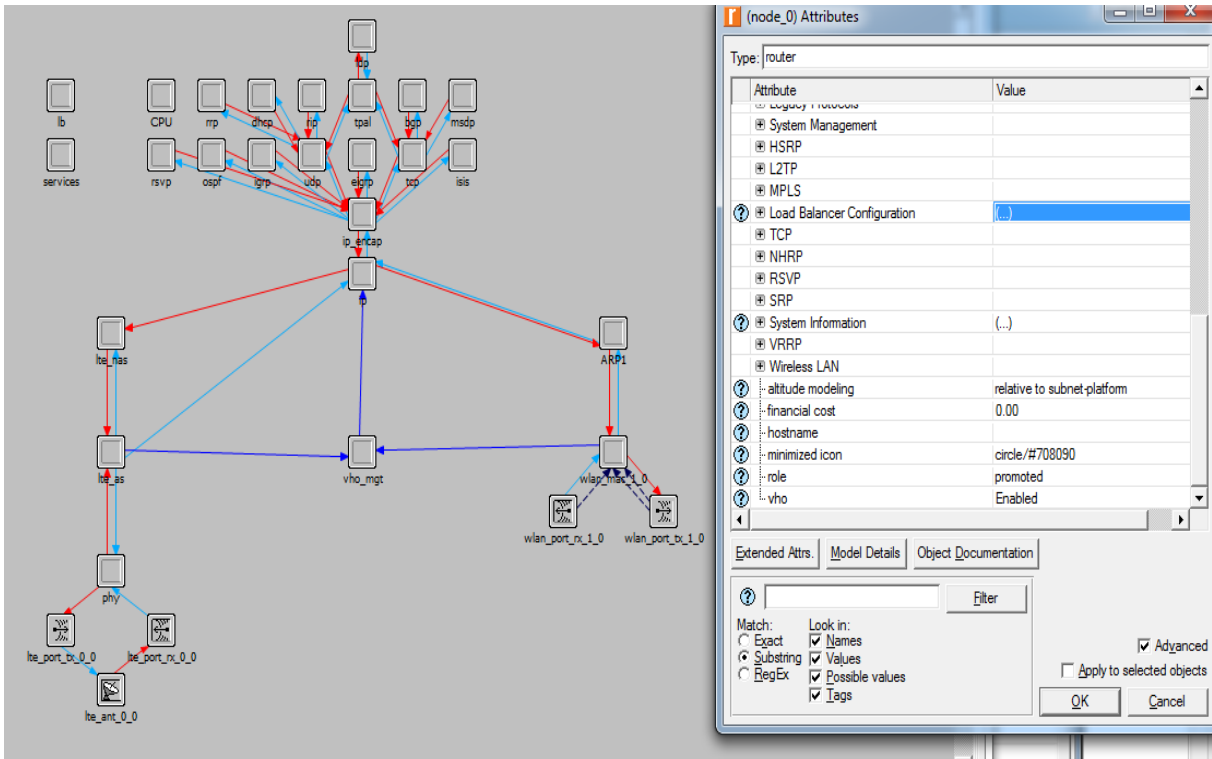 lb
CPU
rrp
dhcp
rip
tpal
bgp
msdp
services
rsvp
ospf
igrp
udp
eigrp
tcp
isis
ip_encap
ip
lte_nas
ARP1
lte_as
vho_mgt
wlan_mac_1_0
wlan_port_rx_1_0
wlan_port_tx_1_0
phy
lte_port_tx_0_0
lte_port_rx_0_0
lte_ant_0_0
(node_0) Attributes
Type: router
Attribute Value
Legacy Protocols
System Management
HSRP
L2TP
MPLS
Load Balancer Configuration (...)
TCP
NHRP
RSVP
SRP
System Information (...)
VRRP
Wireless LAN
altitude modeling relative to subnet-platform
financial cost 0.00
hostname
minimized icon circle/#708090
role promoted
vho Enabled
Extended Attrs. Model Details Object Documentation
Filter
Match: Look in:
Exact Names
Substring Values
RegEx Possible values
Tags
Advanced
Apply to selected objects
OK Cancel